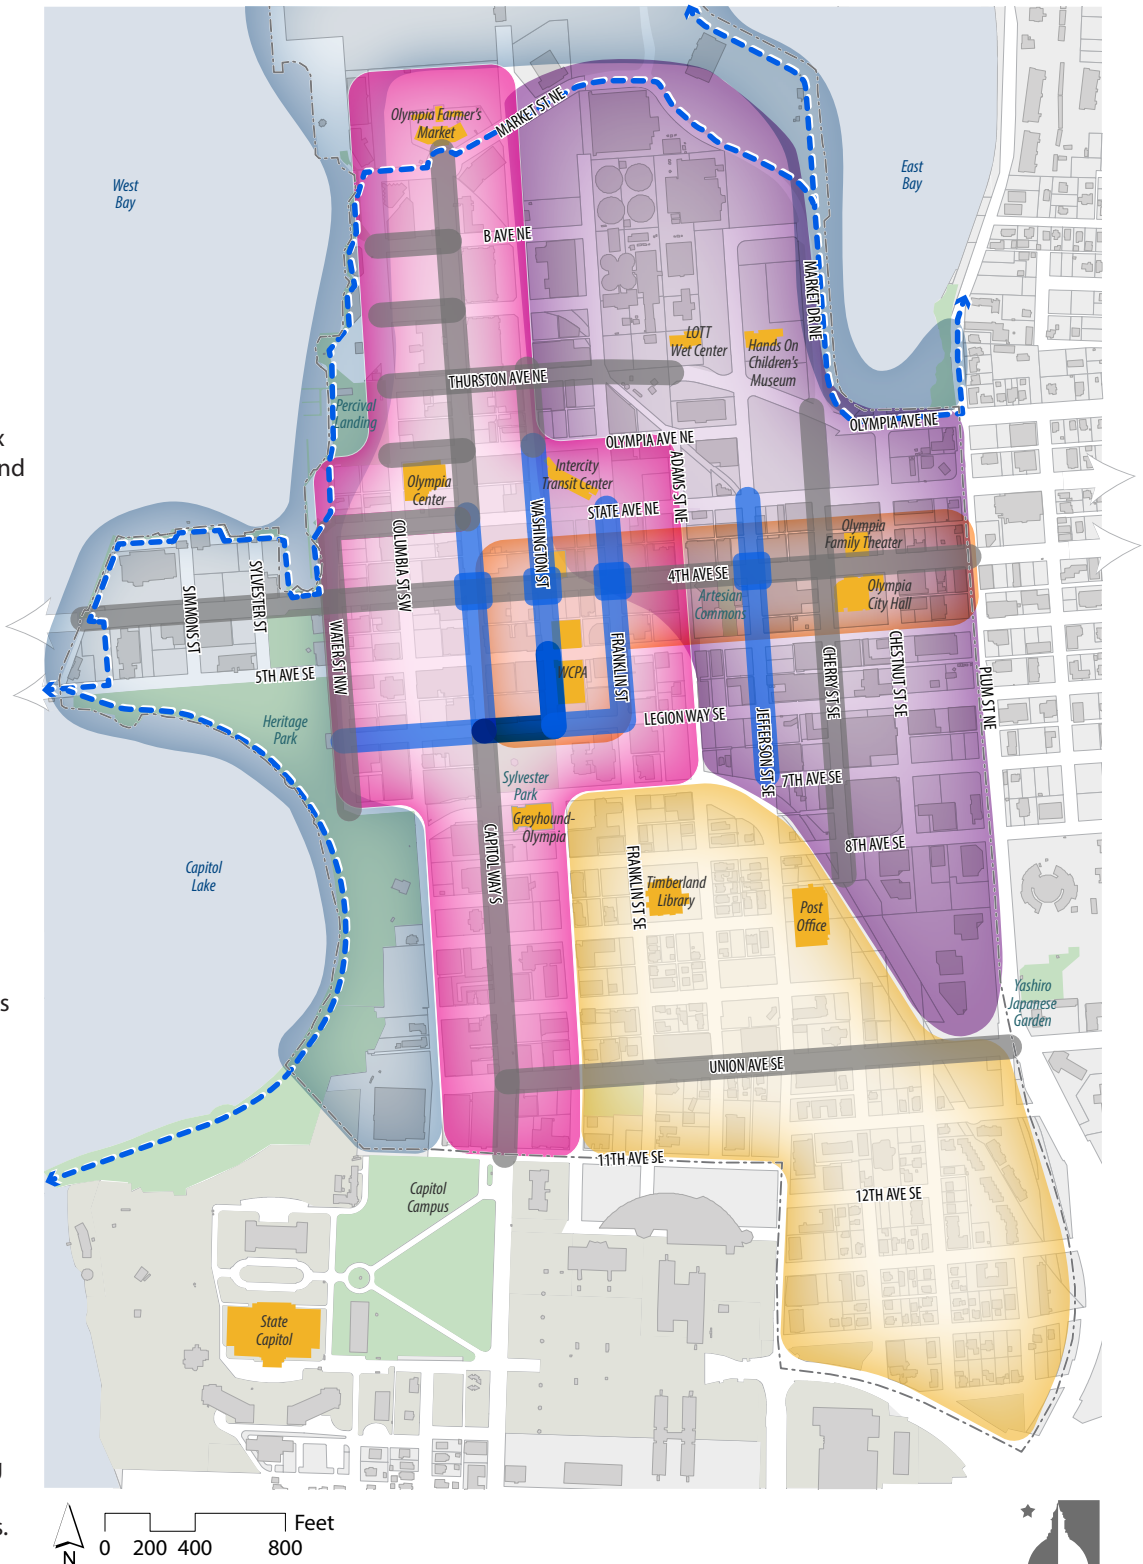 Olympia Farmer's
Market
MARKET ST NE
West
Bay
East
Bay
B AVE NE
MARKET DR NE
LOTT
Wet Center
Hands On
Children's
Museum
THURSTON AVE NE
Percival
Landing
OLYMPIA AVE NE
OLYMPIA AVE NE
x
nd
Intercity
Transit Center
ADAMS ST NE
Olympia
Center
WASHINGTON ST
STATE AVE NE
COLUMBIA ST SW
Olympia
Family Theater
SYLVESTER ST
SIMMONS ST
4TH AVE SE
Artesian
Commons
Olympia
City Hall
WATER ST NW
FRANKLIN ST
CHERRY ST SE
CHESTNUT ST SE
PLUM ST NE
5TH AVE SE
WCPA
Heritage
Park
LEGION WAY SE
JEFFERSON ST SE
Sylvester
Park
7TH AVE SE
Greyhound-
Olympia
CAPITOL WAY S
8TH AVE SE
Capitol
Lake
FRANKLIN ST SE
Timberland
Library
Post
Office
s
Yashiro
Japanese
Garden
UNION AVE SE
11TH AVE SE
Capitol
Campus
12TH AVE SE
State
Capitol
s.
Feet
0 200 400 800
N